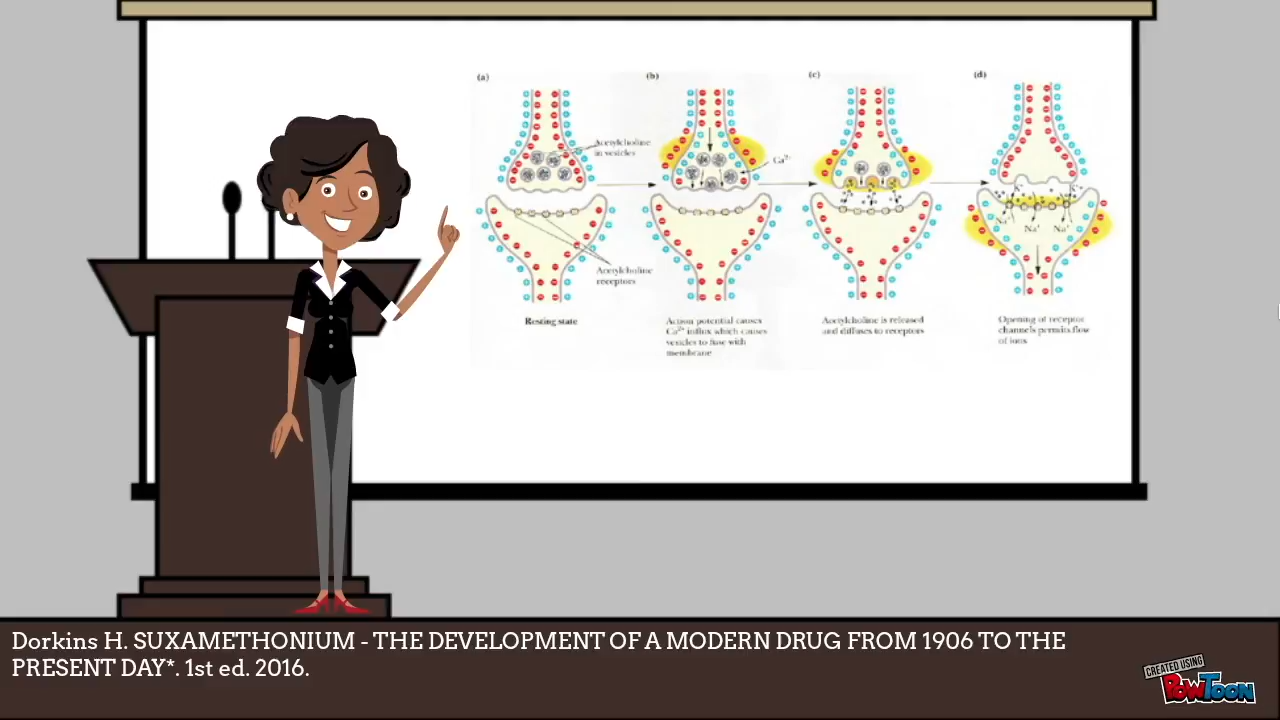 (a)
(b)
(c)
(d)
Acetylcholine
in vesicles
Ca²⁺
Na⁺ Na⁺
Acetylcholine
receptors
Resting state
Action potential causes
Ca²⁺ influx which causes
vesicles to fuse with
membrane
Acetylcholine is released
and diffuses to receptors
Opening of receptor
channels permits flow
of ions
Dorkins H. SUXAMETHONIUM - THE DEVELOPMENT OF A MODERN DRUG FROM 1906 TO THE
PRESENT DAY*. 1st ed. 2016.
CREATED USING
POWTOON